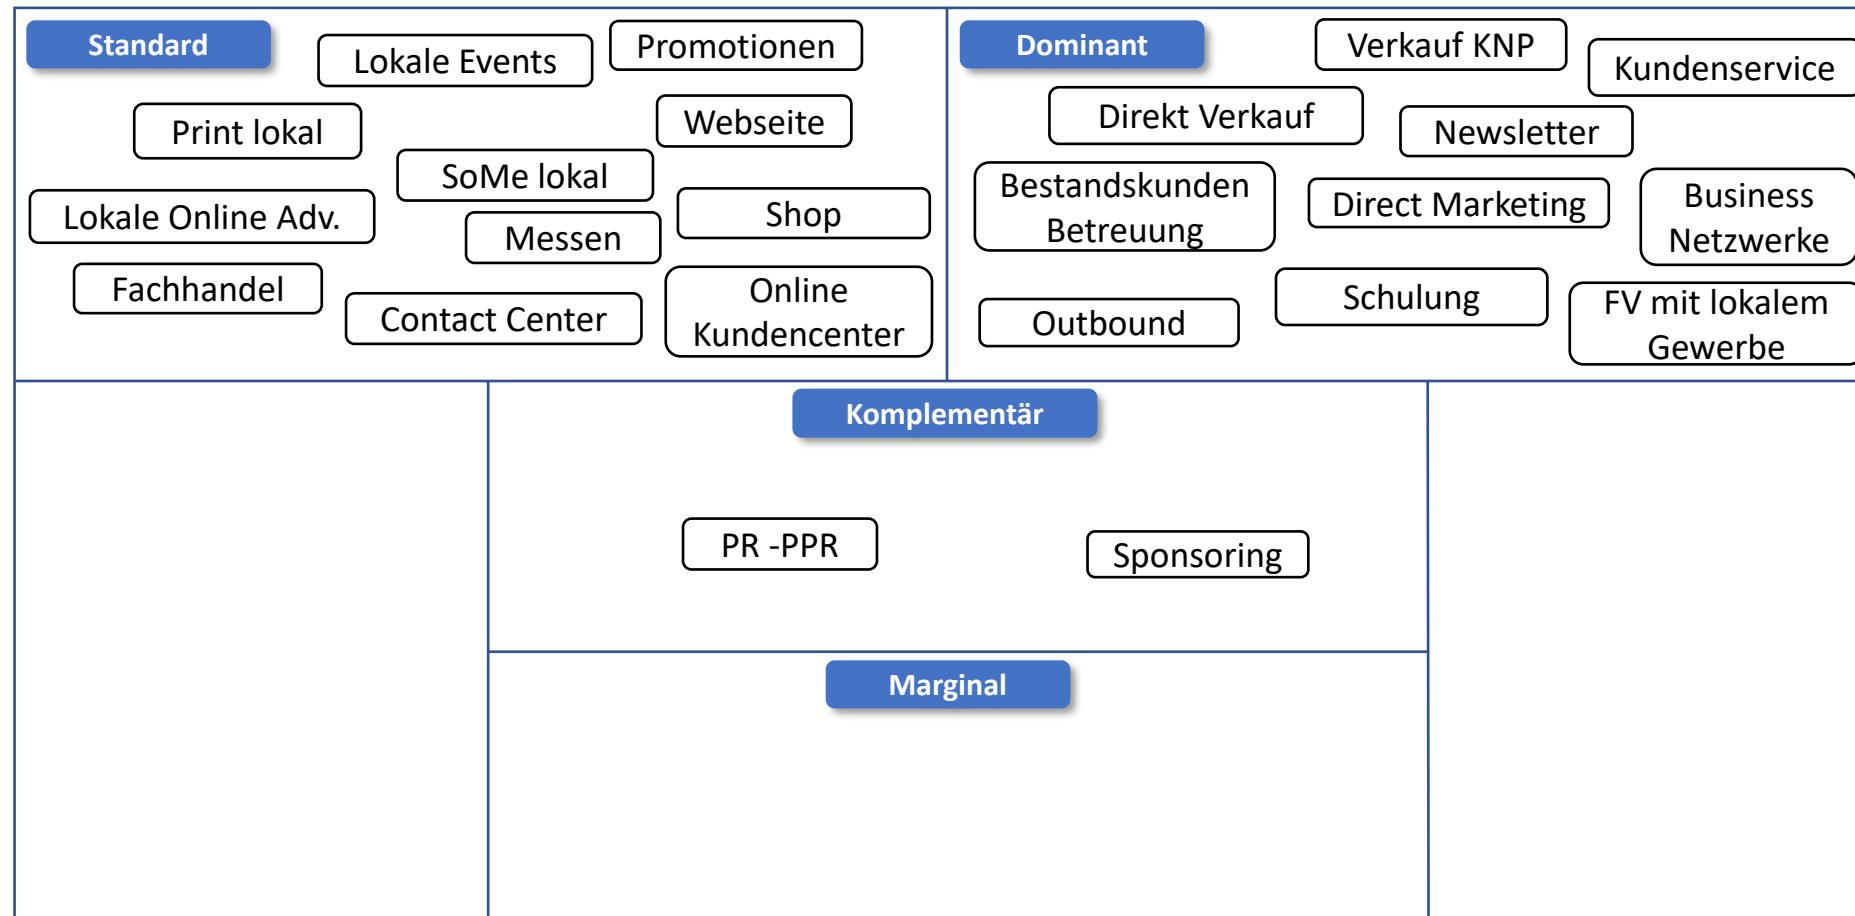 Standard
Lokale Events
Promotionen
Print lokal
Webseite
SoMe lokal
Lokale Online Adv.
Messen
Shop
Fachhandel
Contact Center
Online
Kundencenter
Dominant
Verkauf KNP
Kundenservice
Direkt Verkauf
Newsletter
Bestandskunden
Betreuung
Direct Marketing
Business
Netzwerke
Outbound
Schulung
FV mit lokalem
Gewerbe
Komplementär
PR -PPR
Sponsoring
Marginal